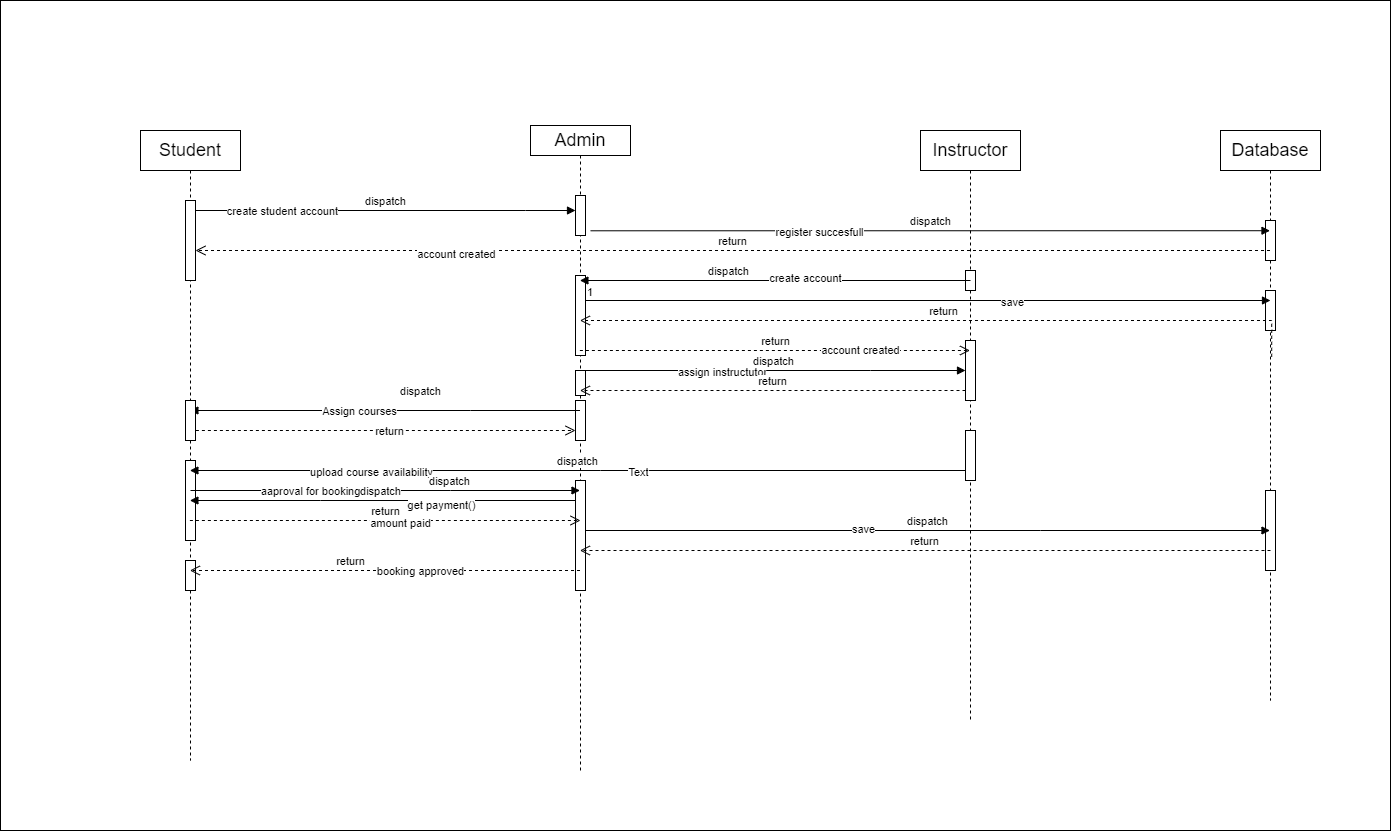 Student
Admin
Instructor
Database
dispatch
create student account
dispatch
register succesfull
return
account created
dispatch
create account
1
save
return
return
account created
dispatch
assign instructutor
return
dispatch
Assign courses
return
dispatch
upload course availability
Text
dispatch
aaproval for bookingdispatch
get payment()
return
amount paid
dispatch
save
return
return
booking approved